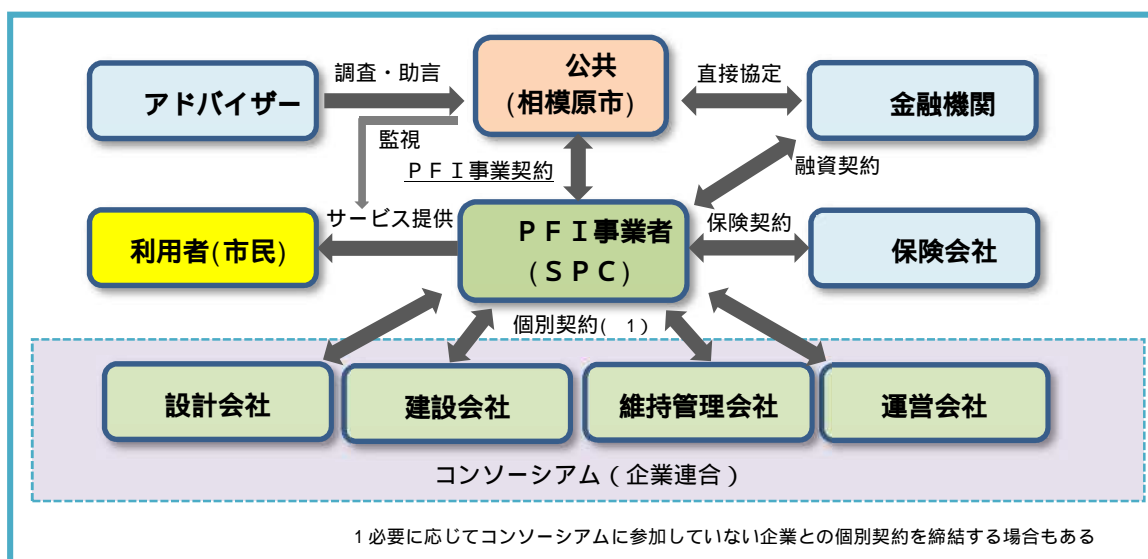 調査・助言
公共
(相模原市)
直接協定
アドバイザー
金融機関
監視
ＰＦＩ事業契約
融資契約
サービス提供
ＰＦＩ事業者
(ＳＰＣ)
保険契約
利用者(市民)
保険会社
個別契約( 1)
設計会社
建設会社
維持管理会社
運営会社
コンソーシアム(企業連合)
1 必要に応じてコンソーシアムに参加していない企業との個別契約を締結する場合もある